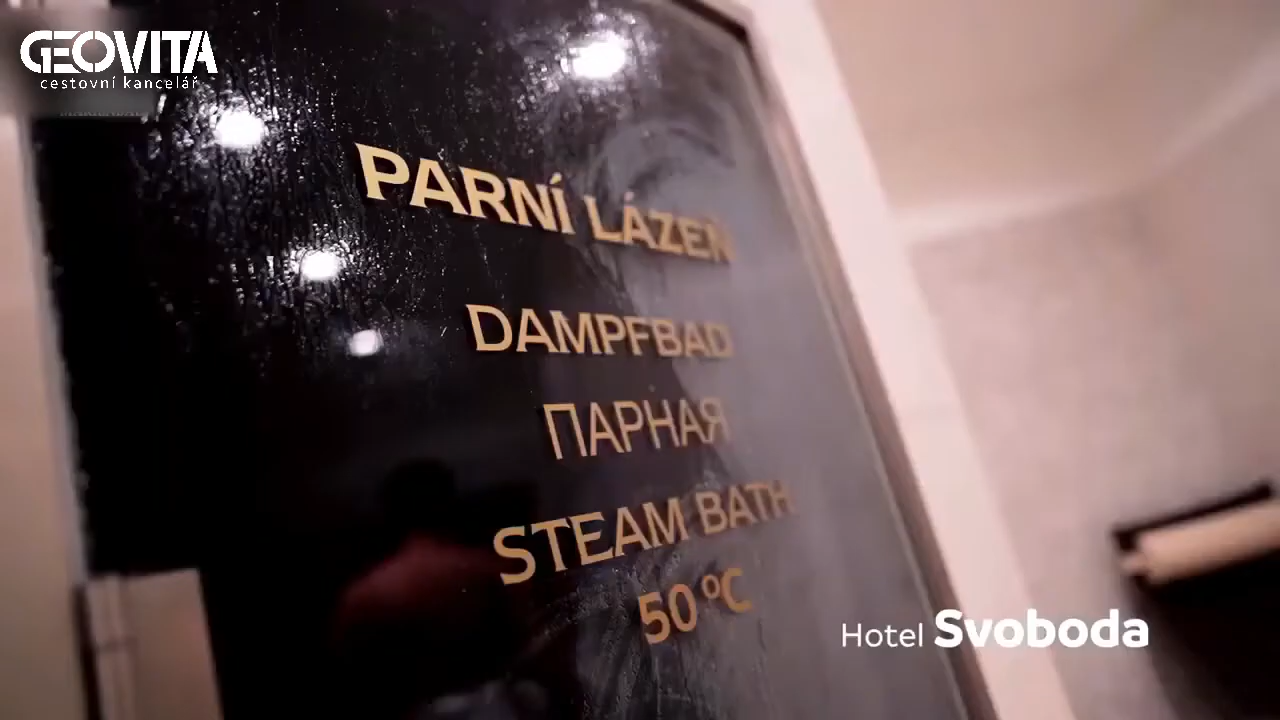 GEOVITA
cestovní kancelář
PARNÍ LÁZEŇ
DAMPFBAD
ПАРНАЯ
STEAM BATH
50 °C
Hotel Svoboda